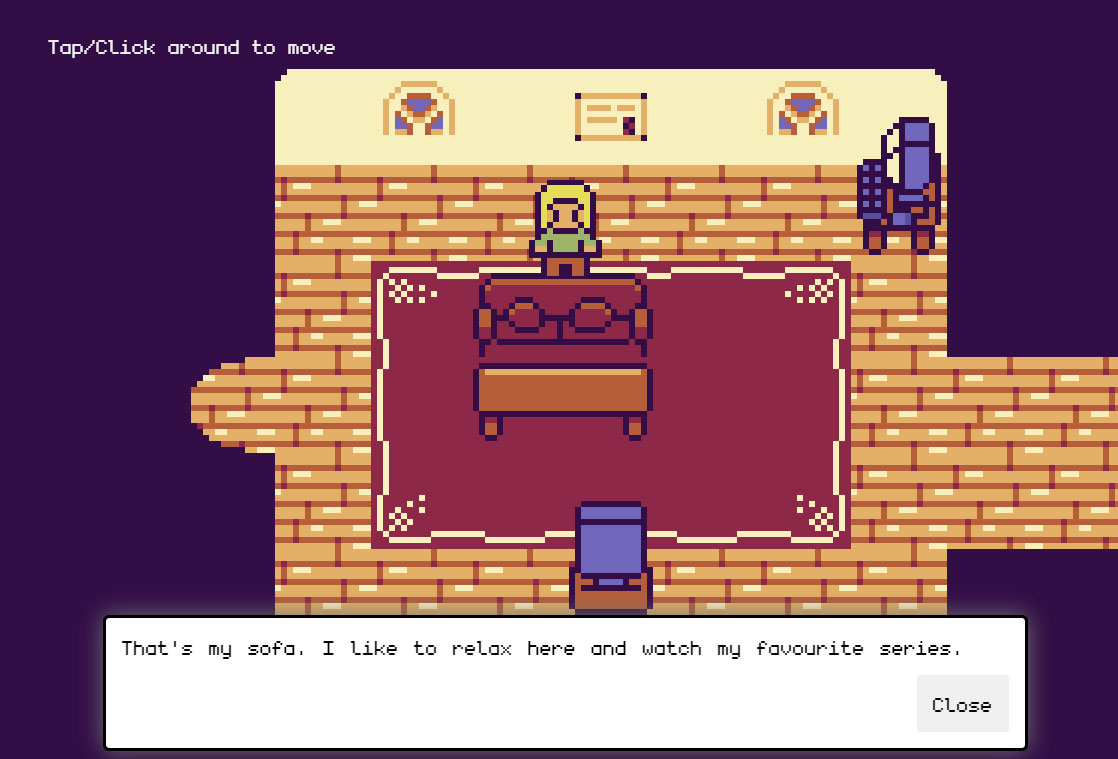 Tap/Click around to move
That's my sofa. I like to relax here and watch my favourite series.
Close